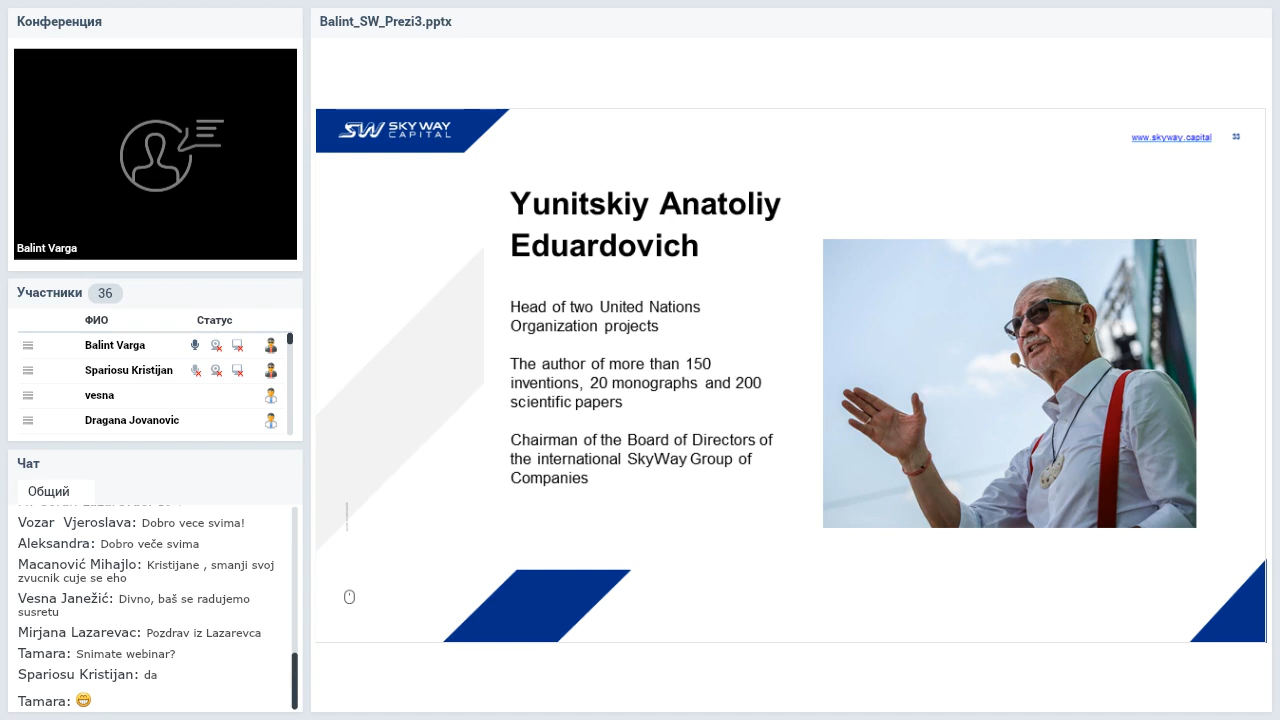 Конференция
Balint Varga
Участники 36
ФИО Статус
Balint Varga
Spariosu Kristijan
vesna
Dragana Jovanovic
Чат
Общий
Vozar Vjeroslava: Dobro vece svima!
Aleksandra: Dobro veče svima
Macanović Mihajlo: Kristijane , smanji svoj
zvucnik cuje se eho
Vesna Janežić: Divno, baš se radujemo
susretu
Mirjana Lazarevac: Pozdrav iz Lazarevca
Tamara: Snimate webinar?
Spariosu Kristijan: da
Tamara:
Balint_SW_Prezi3.pptx
SW SKY WAY
CAPITAL
www.skyway.capital 33
Yunitskiy Anatoliy
Eduardovich
Head of two United Nations
Organization projects
The author of more than 150
inventions, 20 monographs and 200
scientific papers
Chairman of the Board of Directors of
the international SkyWay Group of
Companies